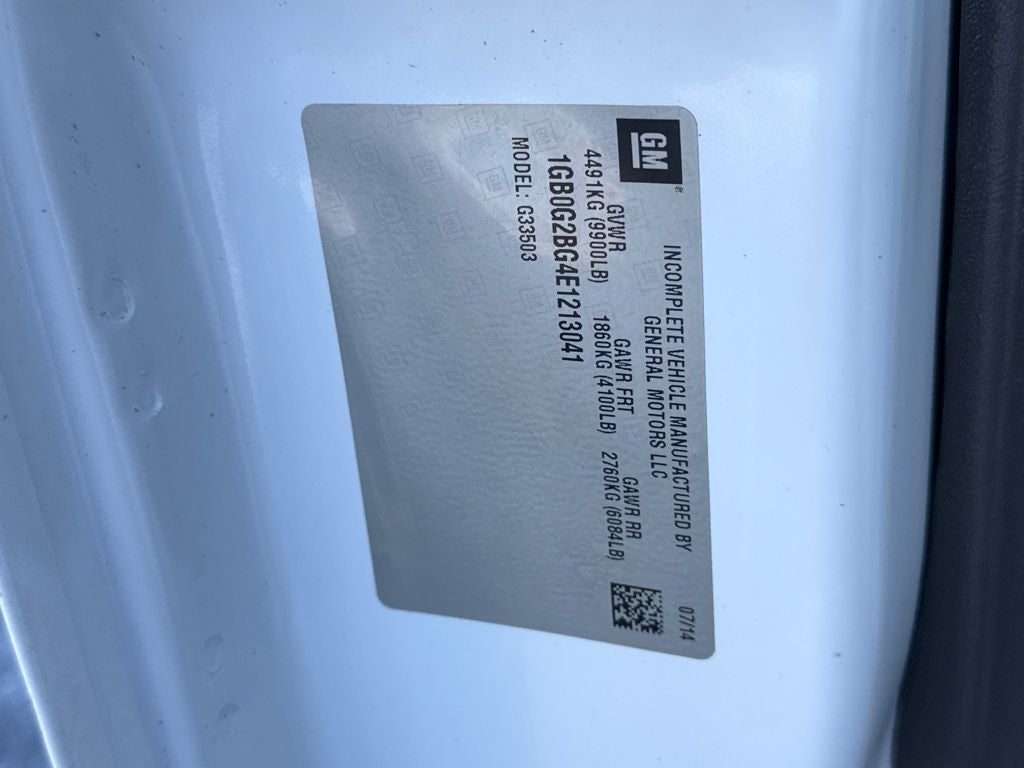 GM®
INCOMPLETE VEHICLE MANUFACTURED BY
GENERAL MOTORS LLC
07/14
GVWR GAWR FRT GAWR RR
4491KG (9900LB) 1860KG (4100LB) 2760KG (6084LB)
1GB0G2BG4E1213041
MODEL: G33503